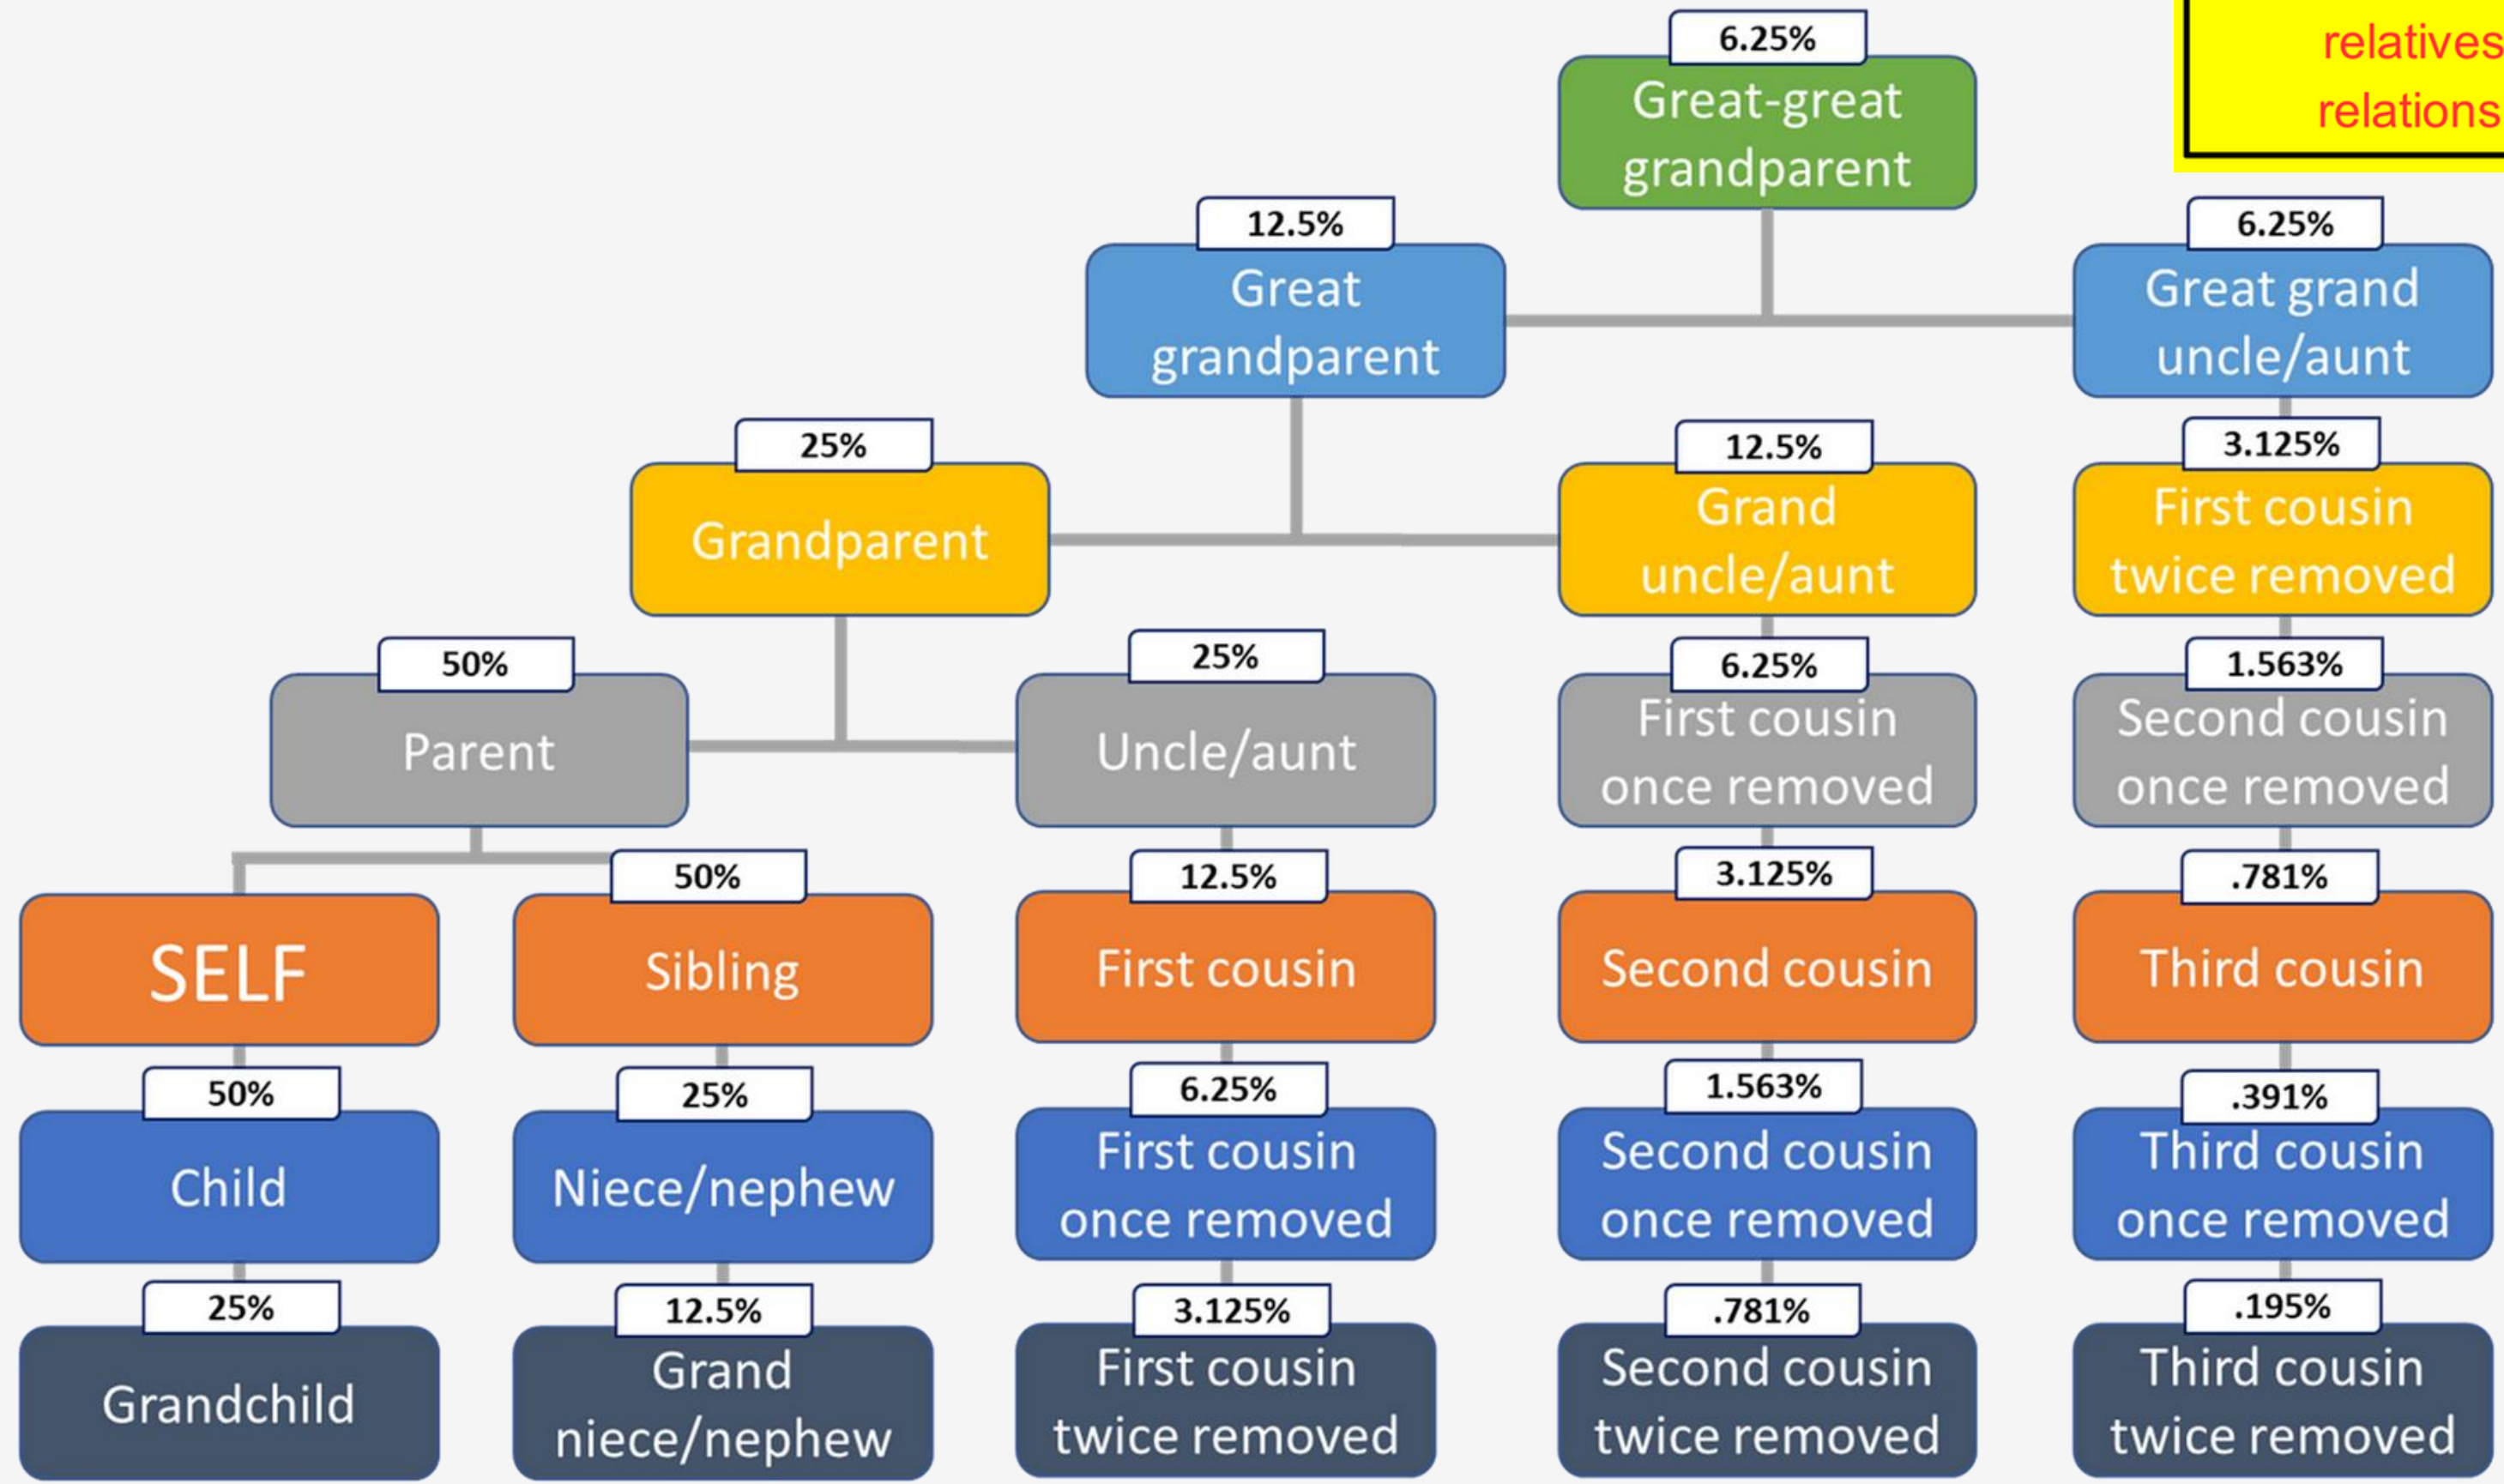 relatives
relations
6.25%
Great-great
grandparent
12.5%
Great
grandparent
6.25%
Great grand
uncle/aunt
25%
Grandparent
12.5%
Grand
uncle/aunt
3.125%
First cousin
twice removed
50%
Parent
25%
Uncle/aunt
6.25%
First cousin
once removed
1.563%
Second cousin
once removed
SELF
50%
Sibling
12.5%
First cousin
3.125%
Second cousin
.781%
Third cousin
50%
Child
25%
Niece/nephew
6.25%
First cousin
once removed
1.563%
Second cousin
once removed
.391%
Third cousin
once removed
25%
Grandchild
12.5%
Grand
niece/nephew
3.125%
First cousin
twice removed
.781%
Second cousin
twice removed
.195%
Third cousin
twice removed